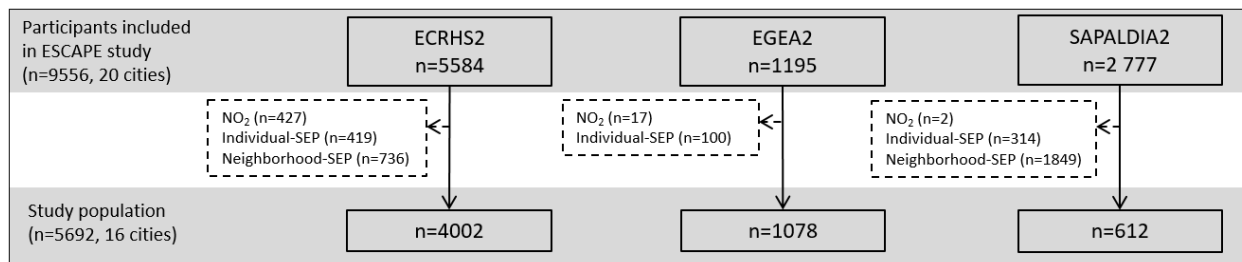 Participants included
in ESCAPE study
(n=9556, 20 cities)
ECRHS2
n=5584
EGEA2
n=1195
SAPALDIA2
n=2 777
NO₂ (n=427)
Individual-SEP (n=419)
Neighborhood-SEP (n=736)
NO₂ (n=17)
Individual-SEP (n=100)
NO₂ (n=2)
Individual-SEP (n=314)
Neighborhood-SEP (n=1849)
Study population
(n=5692, 16 cities)
n=4002
n=1078
n=612